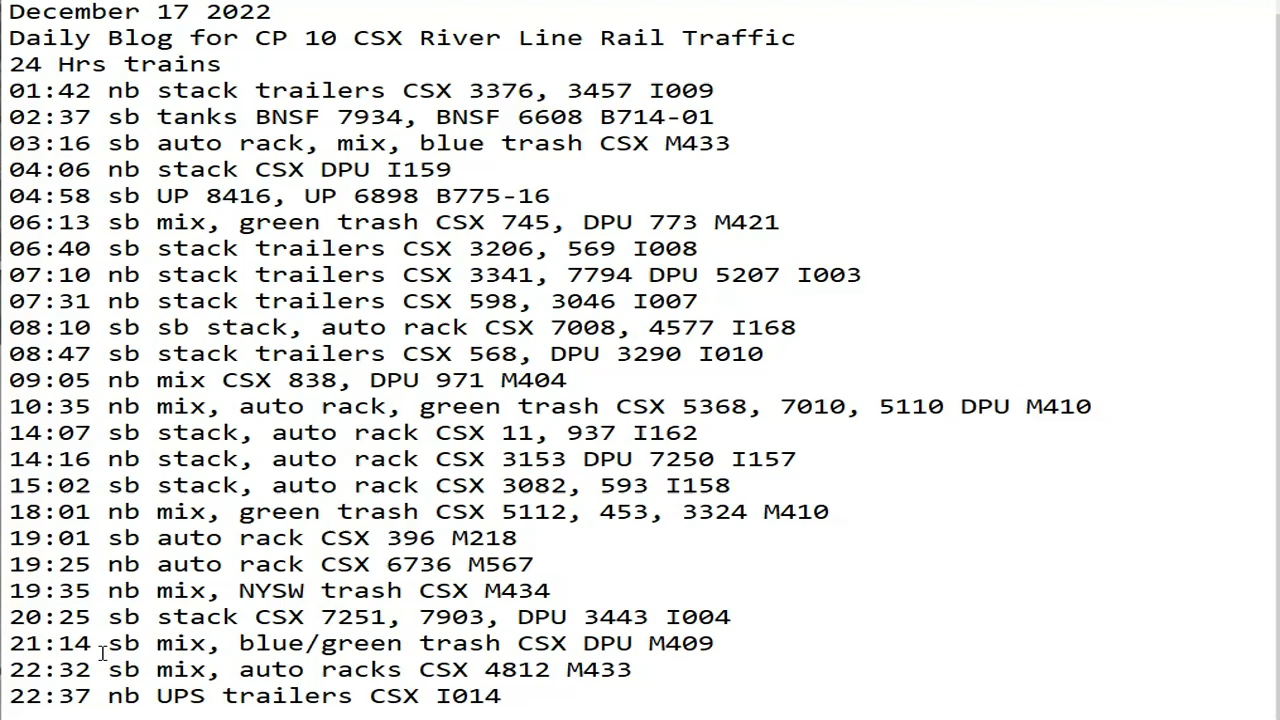 December 17 2022
Daily Blog for CP 10 CSX River Line Rail Traffic
24 Hrs trains
01:42 nb stack trailers CSX 3376, 3457 I009
02:37 sb tanks BNSF 7934, BNSF 6608 B714-01
03:16 sb auto rack, mix, blue trash CSX M433
04:06 nb stack CSX DPU I159
04:58 sb UP 8416, UP 6898 B775-16
06:13 sb mix, green trash CSX 745, DPU 773 M421
06:40 sb stack trailers CSX 3206, 569 I008
07:10 nb stack trailers CSX 3341, 7794 DPU 5207 I003
07:31 nb stack trailers CSX 598, 3046 I007
08:10 sb sb stack, auto rack CSX 7008, 4577 I168
08:47 sb stack trailers CSX 568, DPU 3290 I010
09:05 nb mix CSX 838, DPU 971 M404
10:35 nb mix, auto rack, green trash CSX 5368, 7010, 5110 DPU M410
14:07 sb stack, auto rack CSX 11, 937 I162
14:16 nb stack, auto rack CSX 3153 DPU 7250 I157
15:02 sb stack, auto rack CSX 3082, 593 I158
18:01 nb mix, green trash CSX 5112, 453, 3324 M410
19:01 sb auto rack CSX 396 M218
19:25 nb auto rack CSX 6736 M567
19:35 nb mix, NYSW trash CSX M434
20:25 sb stack CSX 7251, 7903, DPU 3443 I004
21:14 sb mix, blue/green trash CSX DPU M409
22:32 sb mix, auto racks CSX 4812 M433
22:37 nb UPS trailers CSX I014